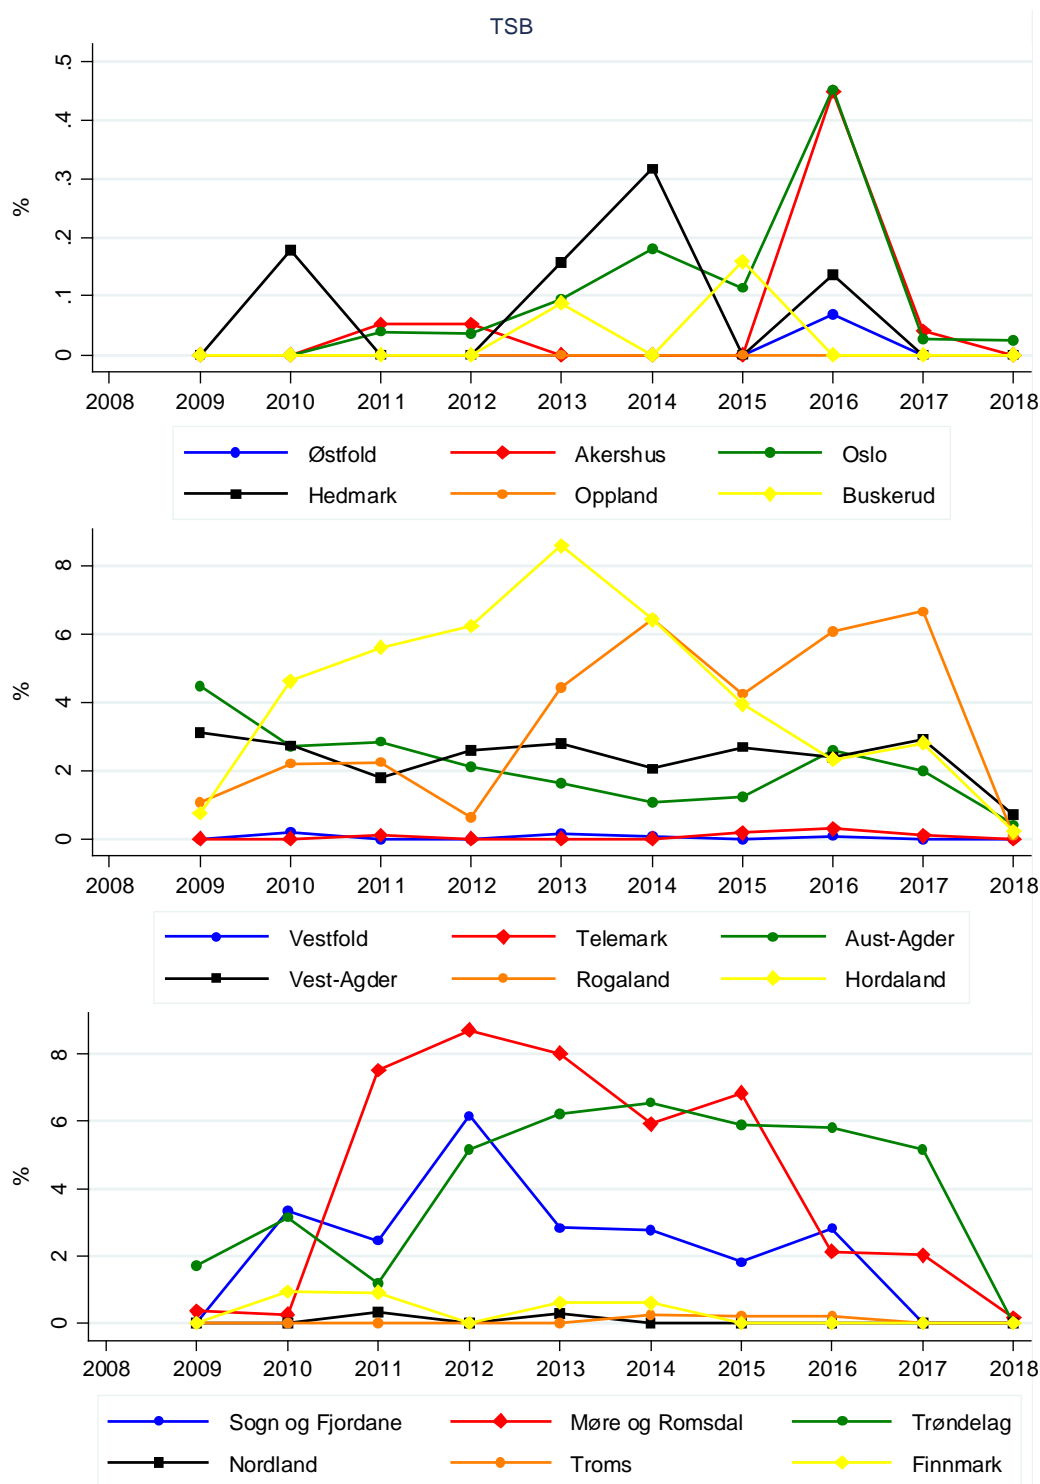 TSB
.5
.4
.3
.2
.1
0
%
2008 2009 2010 2011 2012 2013 2014 2015 2016 2017 2018
Østfold Akershus Oslo
Hedmark Oppland Buskerud
8
6
4
2
0
%
2008 2009 2010 2011 2012 2013 2014 2015 2016 2017 2018
Vestfold Telemark Aust-Agder
Vest-Agder Rogaland Hordaland
8
6
4
2
0
%
2008 2009 2010 2011 2012 2013 2014 2015 2016 2017 2018
Sogn og Fjordane Møre og Romsdal Trøndelag
Nordland Troms Finnmark